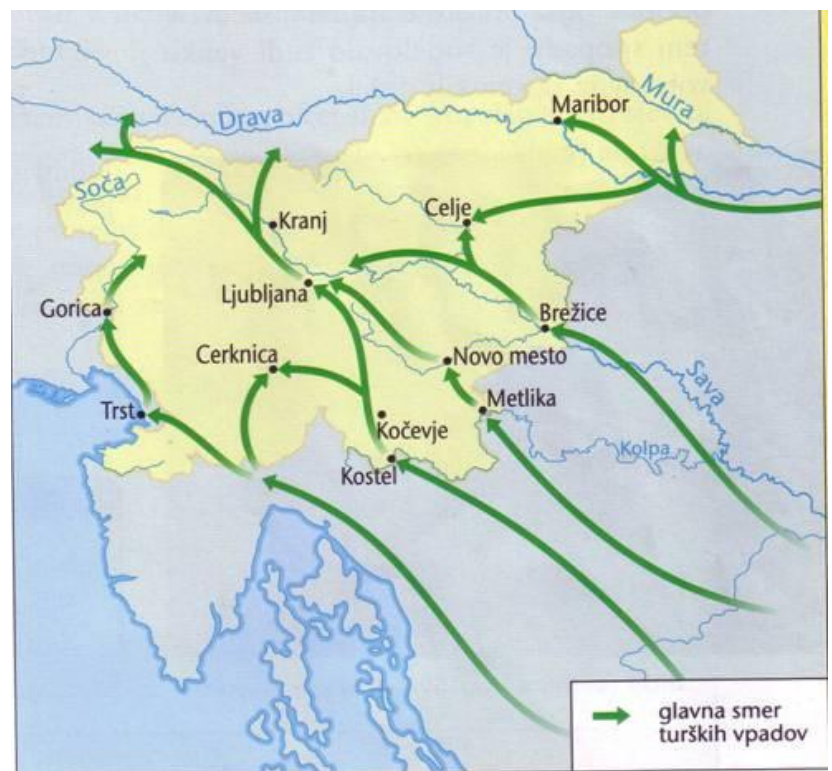 Maribor
Mura
Drava
Soča
Kranj
Celje
Ljubljana
Gorica
Brežice
Cerknica
Novo mesto
Sava
Trst
Metlika
Kočevje
Kolpa
Kostel
glavna smer
turških vpadov